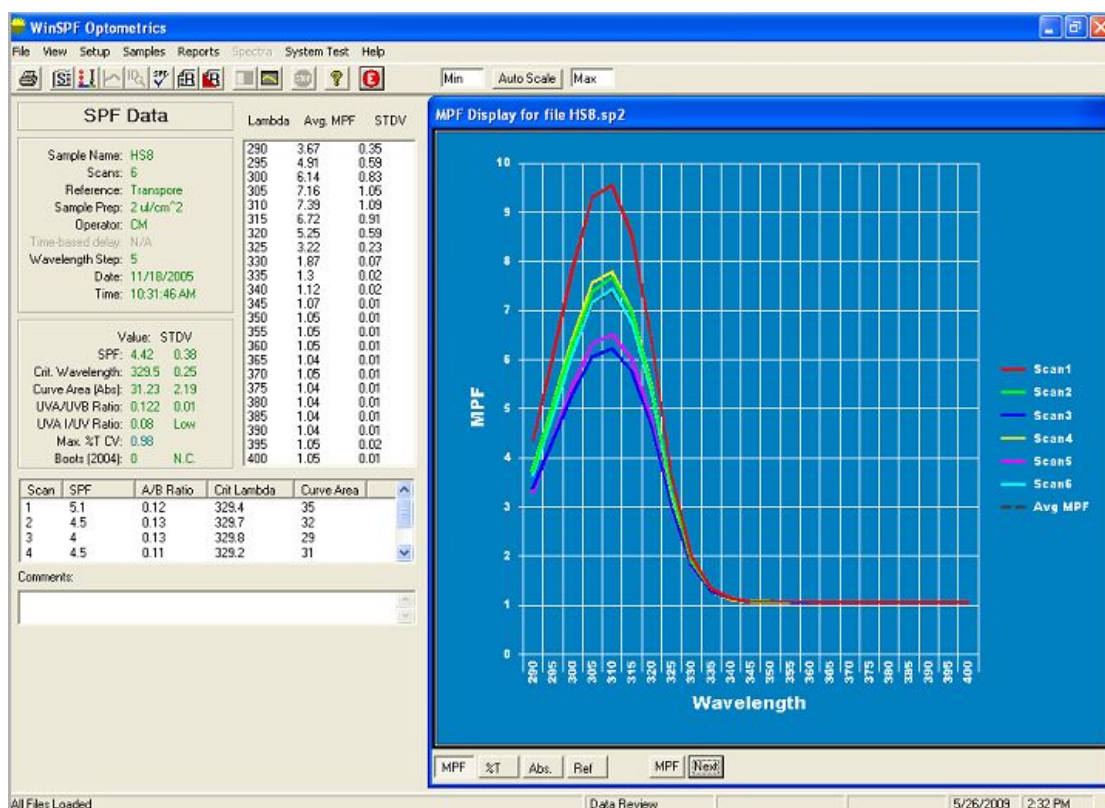 WinSPF Optometrics
File View Setup Samples Reports Spectra System Test Help
Min Auto Scale Max
SPF Data
Sample Name: HS8
Scans: 6
Reference: Transpore
Sample Prep: 2 ul/cm^2
Operator: CM
Time-based delay: N/A
Wavelength Step: 5
Date: 11/18/2005
Time: 10:31:46 AM
Value: STDV
SPF: 4.42 0.38
Crit. Wavelength: 329.5 0.25
Curve Area (Abs): 31.23 2.19
UVA/UVB Ratio: 0.122 0.01
UVA I/UV Ratio: 0.08 Low
Max. %T CV: 0.98
Boots (2004): 0 N.C.
Lambda Avg. MPF STDV
290 3.67 0.35
295 4.91 0.59
300 6.14 0.83
305 7.16 1.05
310 7.39 1.09
315 6.72 0.91
320 5.25 0.59
325 3.22 0.23
330 1.87 0.07
335 1.3 0.02
340 1.12 0.02
345 1.07 0.01
350 1.05 0.01
355 1.05 0.01
360 1.05 0.01
365 1.04 0.01
370 1.05 0.01
375 1.04 0.01
380 1.04 0.01
385 1.04 0.01
390 1.04 0.01
395 1.05 0.02
400 1.05 0.01
Scan SPF A/B Ratio Crit Lambda Curve Area
1 5.1 0.12 329.4 35
2 4.5 0.13 329.7 32
3 4 0.13 329.8 29
4 4.5 0.11 329.2 31
Comments:
MPF Display for file HS8.sp2
10
9
8
7
6
5
4
3
2
1
0
MPF
290 295 300 305 310 315 320 325 330 335 340 345 350 355 360 365 370 375 380 385 390 395 400
Wavelength
Scan1
Scan2
Scan3
Scan4
Scan5
Scan6
Avg MPF
MPF %T Abs. Ref MPF Next
All Files Loaded Data Review 5/26/2009 2:32 PM